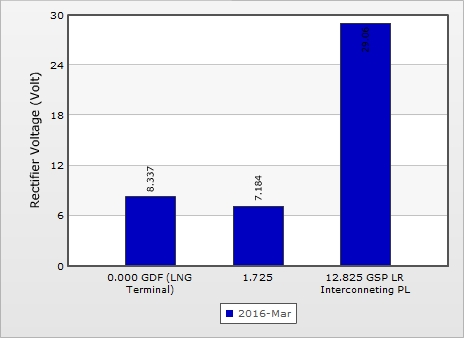 30
24
18
12
6
0
Rectifier Voltage (Volt)
8.337
7.184
0.000 GDF (LNG
Terminal)
1.725
12.825 GSP LR
Interconneting PL
2016-Mar